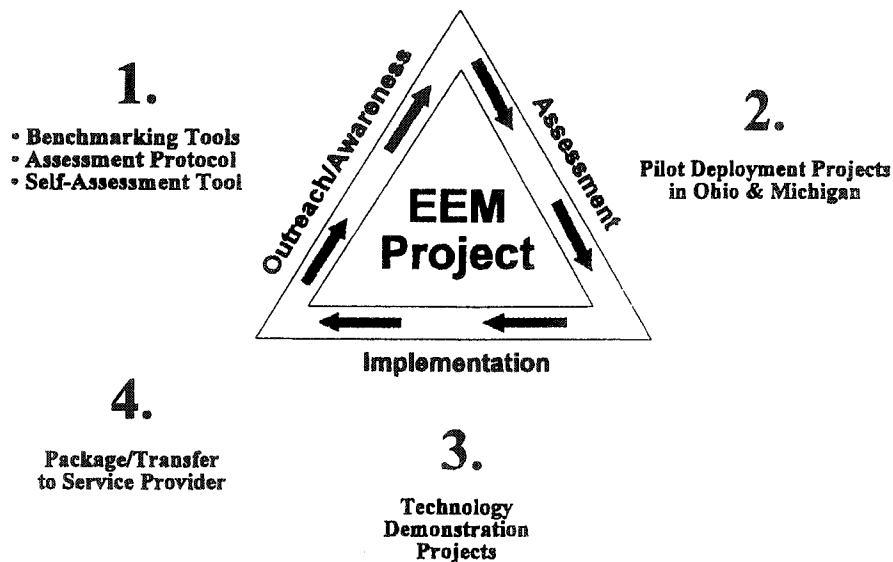 1.
• Benchmarking Tools
• Assessment Protocol
• Self-Assessment Tool
Outreach/Awareness
Assessment
EEM
Project
Implementation
2.
Pilot Deployment Projects
in Ohio & Michigan
3.
Technology
Demonstration
Projects
4.
Package/Transfer
to Service Provider